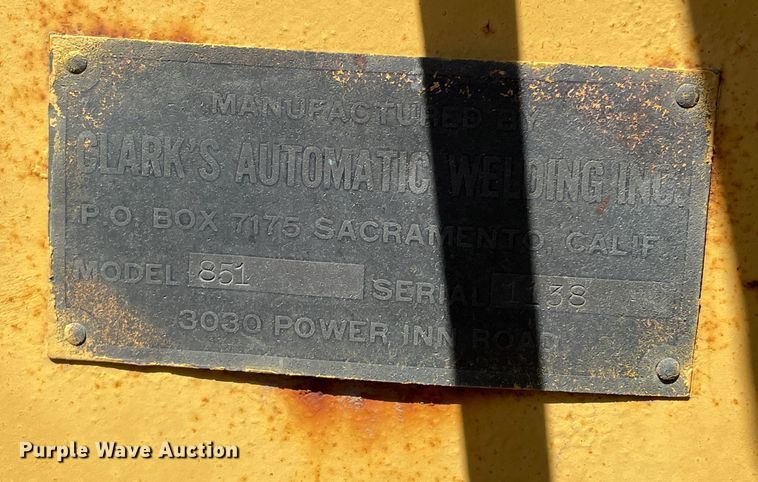 MANUFACTURED BY
CLARK'S AUTOMATIC WELDING INC.
P.O. BOX 7175 SACRAMENTO, CALIF.
MODEL 851 SERIAL 1138
3030 POWER INN ROAD
Purple Wave Auction